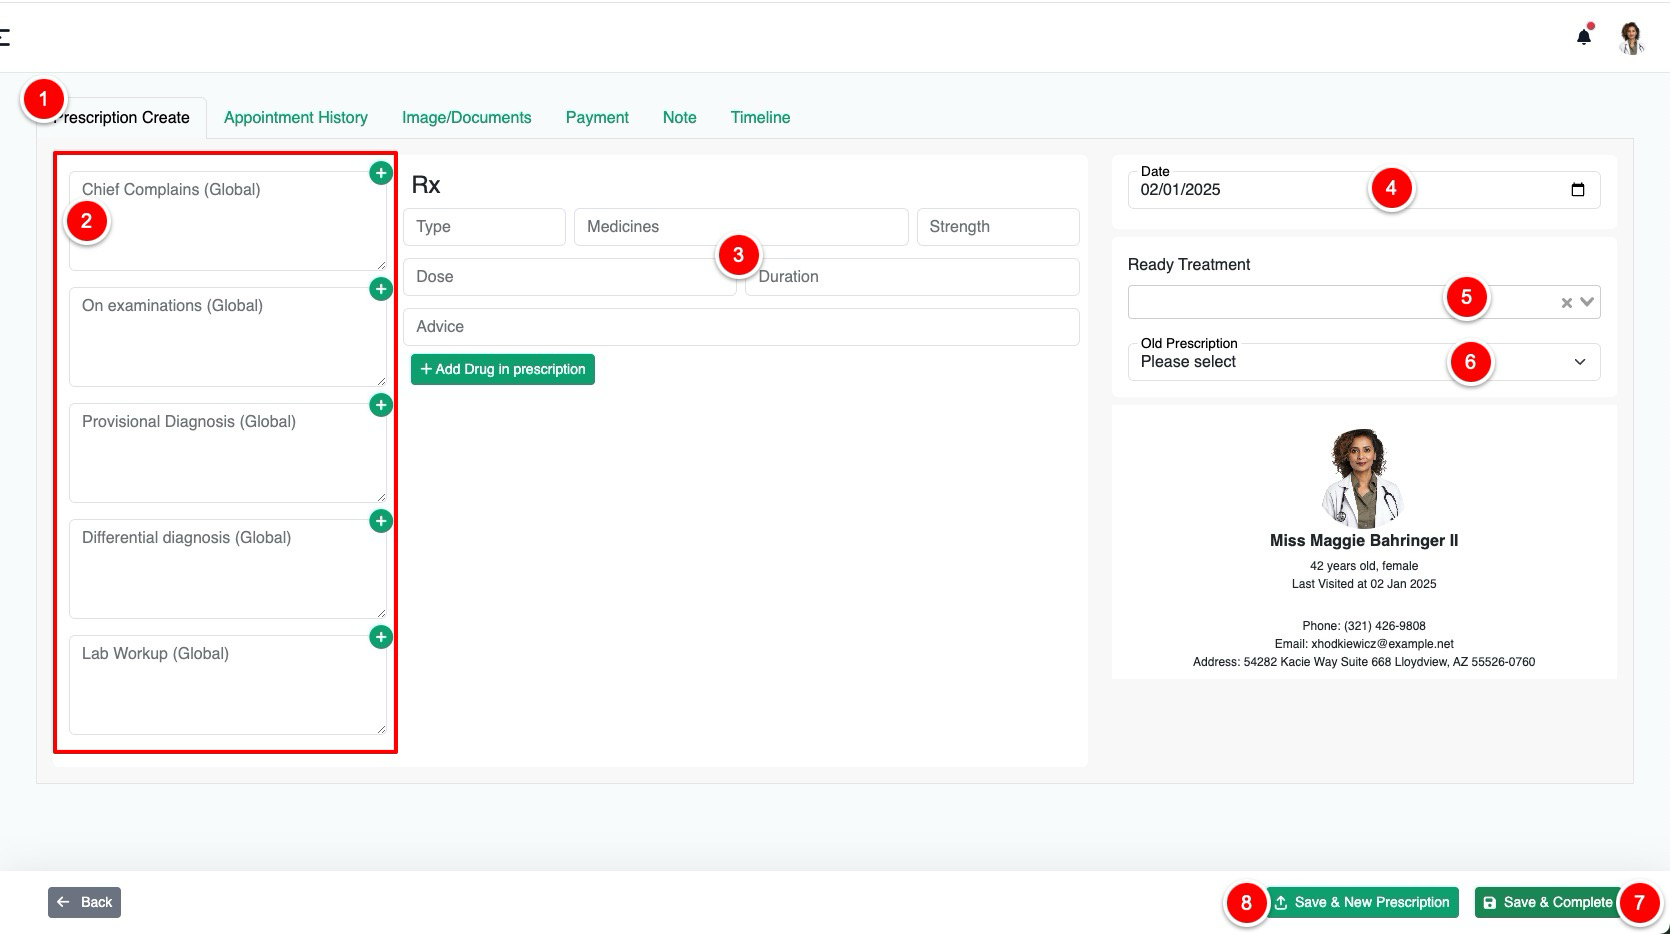 1
Prescription Create
Appointment History
Image/Documents
Payment
Note
Timeline
Chief Complains (Global)
2
On examinations (Global)
Provisional Diagnosis (Global)
Differential diagnosis (Global)
Lab Workup (Global)
Rx
Type
Medicines
Strength
3
Dose
Duration
Advice
+ Add Drug in prescription
Date
02/01/2025
4
Ready Treatment
5
Old Prescription
Please select
6
Miss Maggie Bahringer II
42 years old, female
Last Visited at 02 Jan 2025
Phone: (321) 426-9808
Email: xhodkiewicz@example.net
Address: 54282 Kacie Way Suite 668 Lloydview, AZ 55526-0760
Back
8
Save & New Prescription
Save & Complete
7